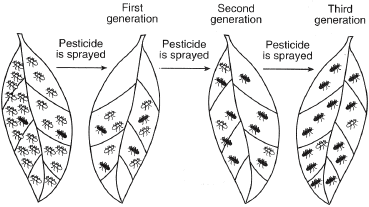 First
generation
Second
generation
Third
generation
Pesticide
is sprayed
Pesticide
is sprayed
Pesticide
is sprayed